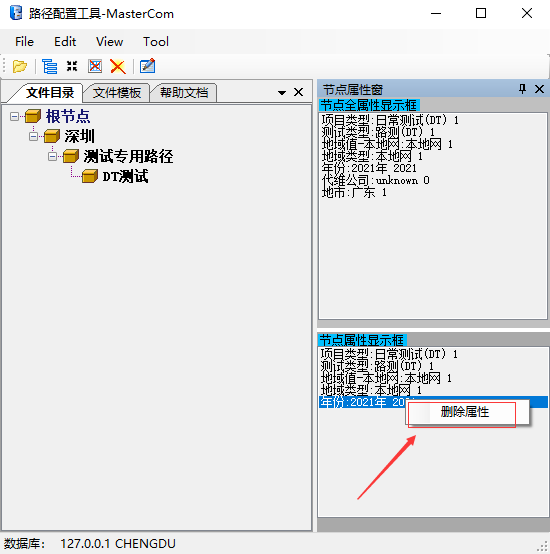 路径配置工具-MasterCom
File Edit View Tool
文件目录 文件模板 帮助文档
根节点
深圳
测试专用路径
DT测试
节点属性窗
节点全属性显示框
项目类型:日常测试(DT) 1
测试类型:路测(DT) 1
地域值-本地网:本地网 1
地域类型:本地网 1
年份:2021年 2021
代维公司:unknown 0
地市:广东 1
节点属性显示框
项目类型:日常测试(DT) 1
测试类型:路测(DT) 1
地域值-本地网:本地网 1
地域类型:本地网 1
年份:2021年
删除属性
数据库: 127.0.0.1 CHENGDU